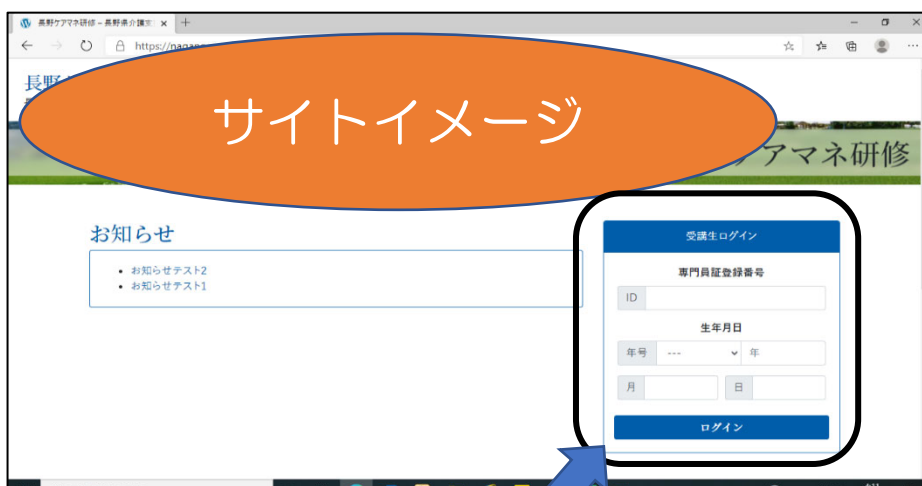 長野ケアマネ研修 – 長野県介護支
https://nagano
長野
サイトイメージ
アマネ研修
お知らせ
お知らせテスト2
お知らせテスト1
受講生ログイン
専門員証登録番号
ID
生年月日
年号 --- 年
月 日
ログイン